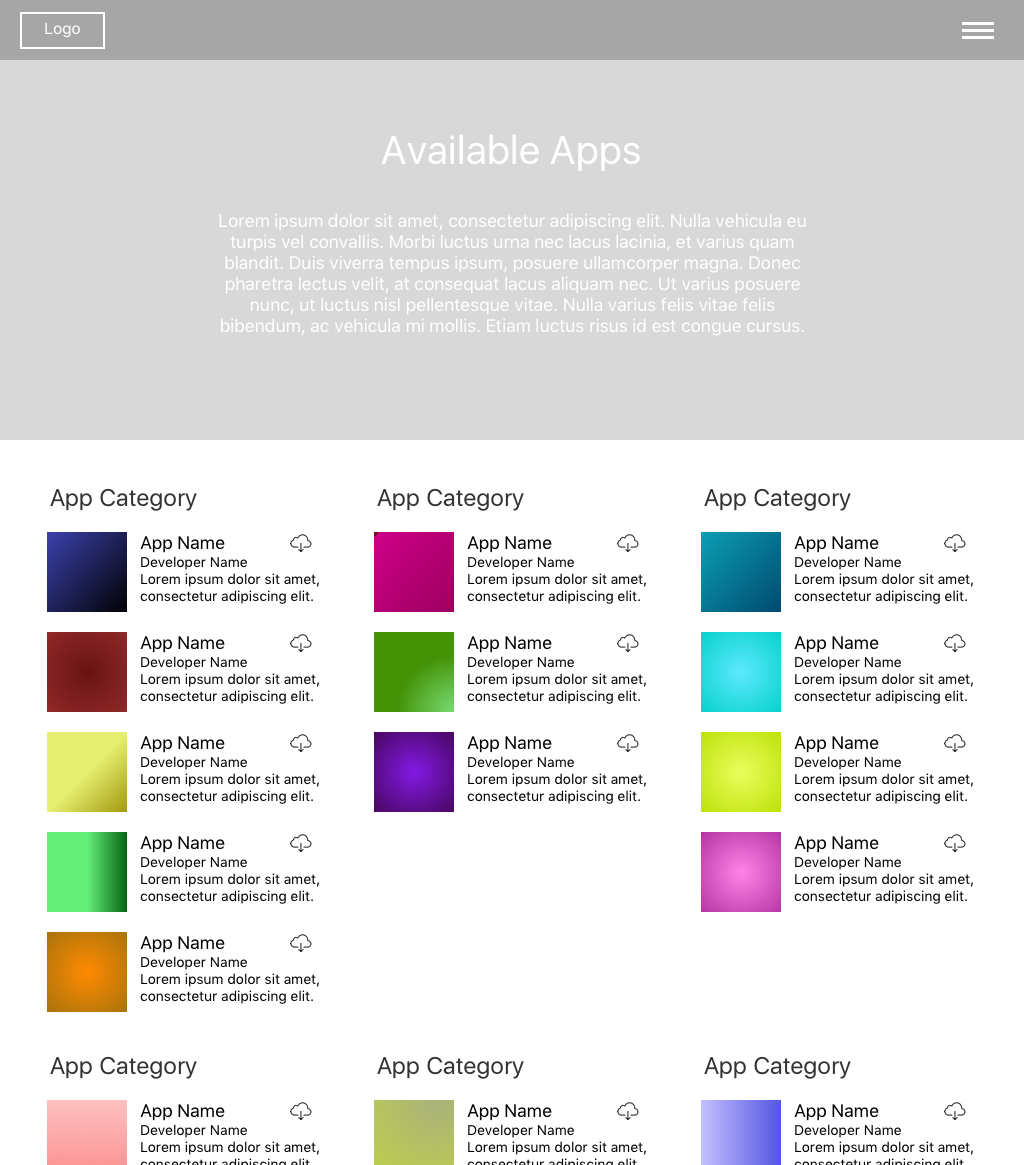 Logo
Available Apps
Lorem ipsum dolor sit amet, consectetur adipiscing elit. Nulla vehicula eu
turpis vel convallis. Morbi luctus urna nec lacus lacinia, et varius quam
blandit. Duis viverra tempus ipsum, posuere ullamcorper magna. Donec
pharetra lectus velit, at consequat lacus aliquam nec. Ut varius posuere
nunc, ut luctus nisl pellentesque vitae. Nulla varius felis vitae felis
bibendum, ac vehicula mi mollis. Etiam luctus risus id est congue cursus.
App Category
App Name
Developer Name
Lorem ipsum dolor sit amet,
consectetur adipiscing elit.
App Name
Developer Name
Lorem ipsum dolor sit amet,
consectetur adipiscing elit.
App Name
Developer Name
Lorem ipsum dolor sit amet,
consectetur adipiscing elit.
App Name
Developer Name
Lorem ipsum dolor sit amet,
consectetur adipiscing elit.
App Name
Developer Name
Lorem ipsum dolor sit amet,
consectetur adipiscing elit.
App Category
App Name
Developer Name
Lorem ipsum dolor sit amet,
consectetur adipiscing elit.
App Name
Developer Name
Lorem ipsum dolor sit amet,
consectetur adipiscing elit.
App Name
Developer Name
Lorem ipsum dolor sit amet,
consectetur adipiscing elit.
App Category
App Name
Developer Name
Lorem ipsum dolor sit amet,
consectetur adipiscing elit.
App Name
Developer Name
Lorem ipsum dolor sit amet,
consectetur adipiscing elit.
App Name
Developer Name
Lorem ipsum dolor sit amet,
consectetur adipiscing elit.
App Name
Developer Name
Lorem ipsum dolor sit amet,
consectetur adipiscing elit.
App Category
App Name
Developer Name
Lorem ipsum dolor sit amet,
consectetur adipiscing elit.
App Category
App Name
Developer Name
Lorem ipsum dolor sit amet,
consectetur adipiscing elit.
App Category
App Name
Developer Name
Lorem ipsum dolor sit amet,
consectetur adipiscing elit.